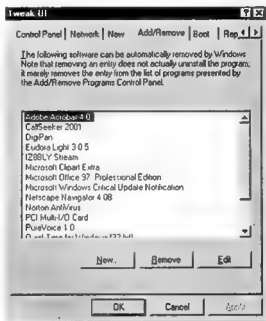 Tweak UI
Control Panel | Network | New | Add/Remove | Boot | Rep
The following software can be automatically removed by Windows
Note that removing an entry does not actually uninstall the program;
it merely removes the entry from the list of programs presented by
the Add/Remove Programs Control Panel.
Adobe Acrobat 4.0
CallSeeker 2001
DigiPan
Eudora Light 3.0.5
IZ8BLY Stream
Microsoft Clipart Extra
Microsoft Office 97, Professional Edition
Microsoft Windows Critical Update Notification
Netscape Navigator 4.08
Norton AntiVirus
PCI Multi-I/O Card
PureVoice 1.0
New..
Remove
Edit
OK
Cancel
Apply